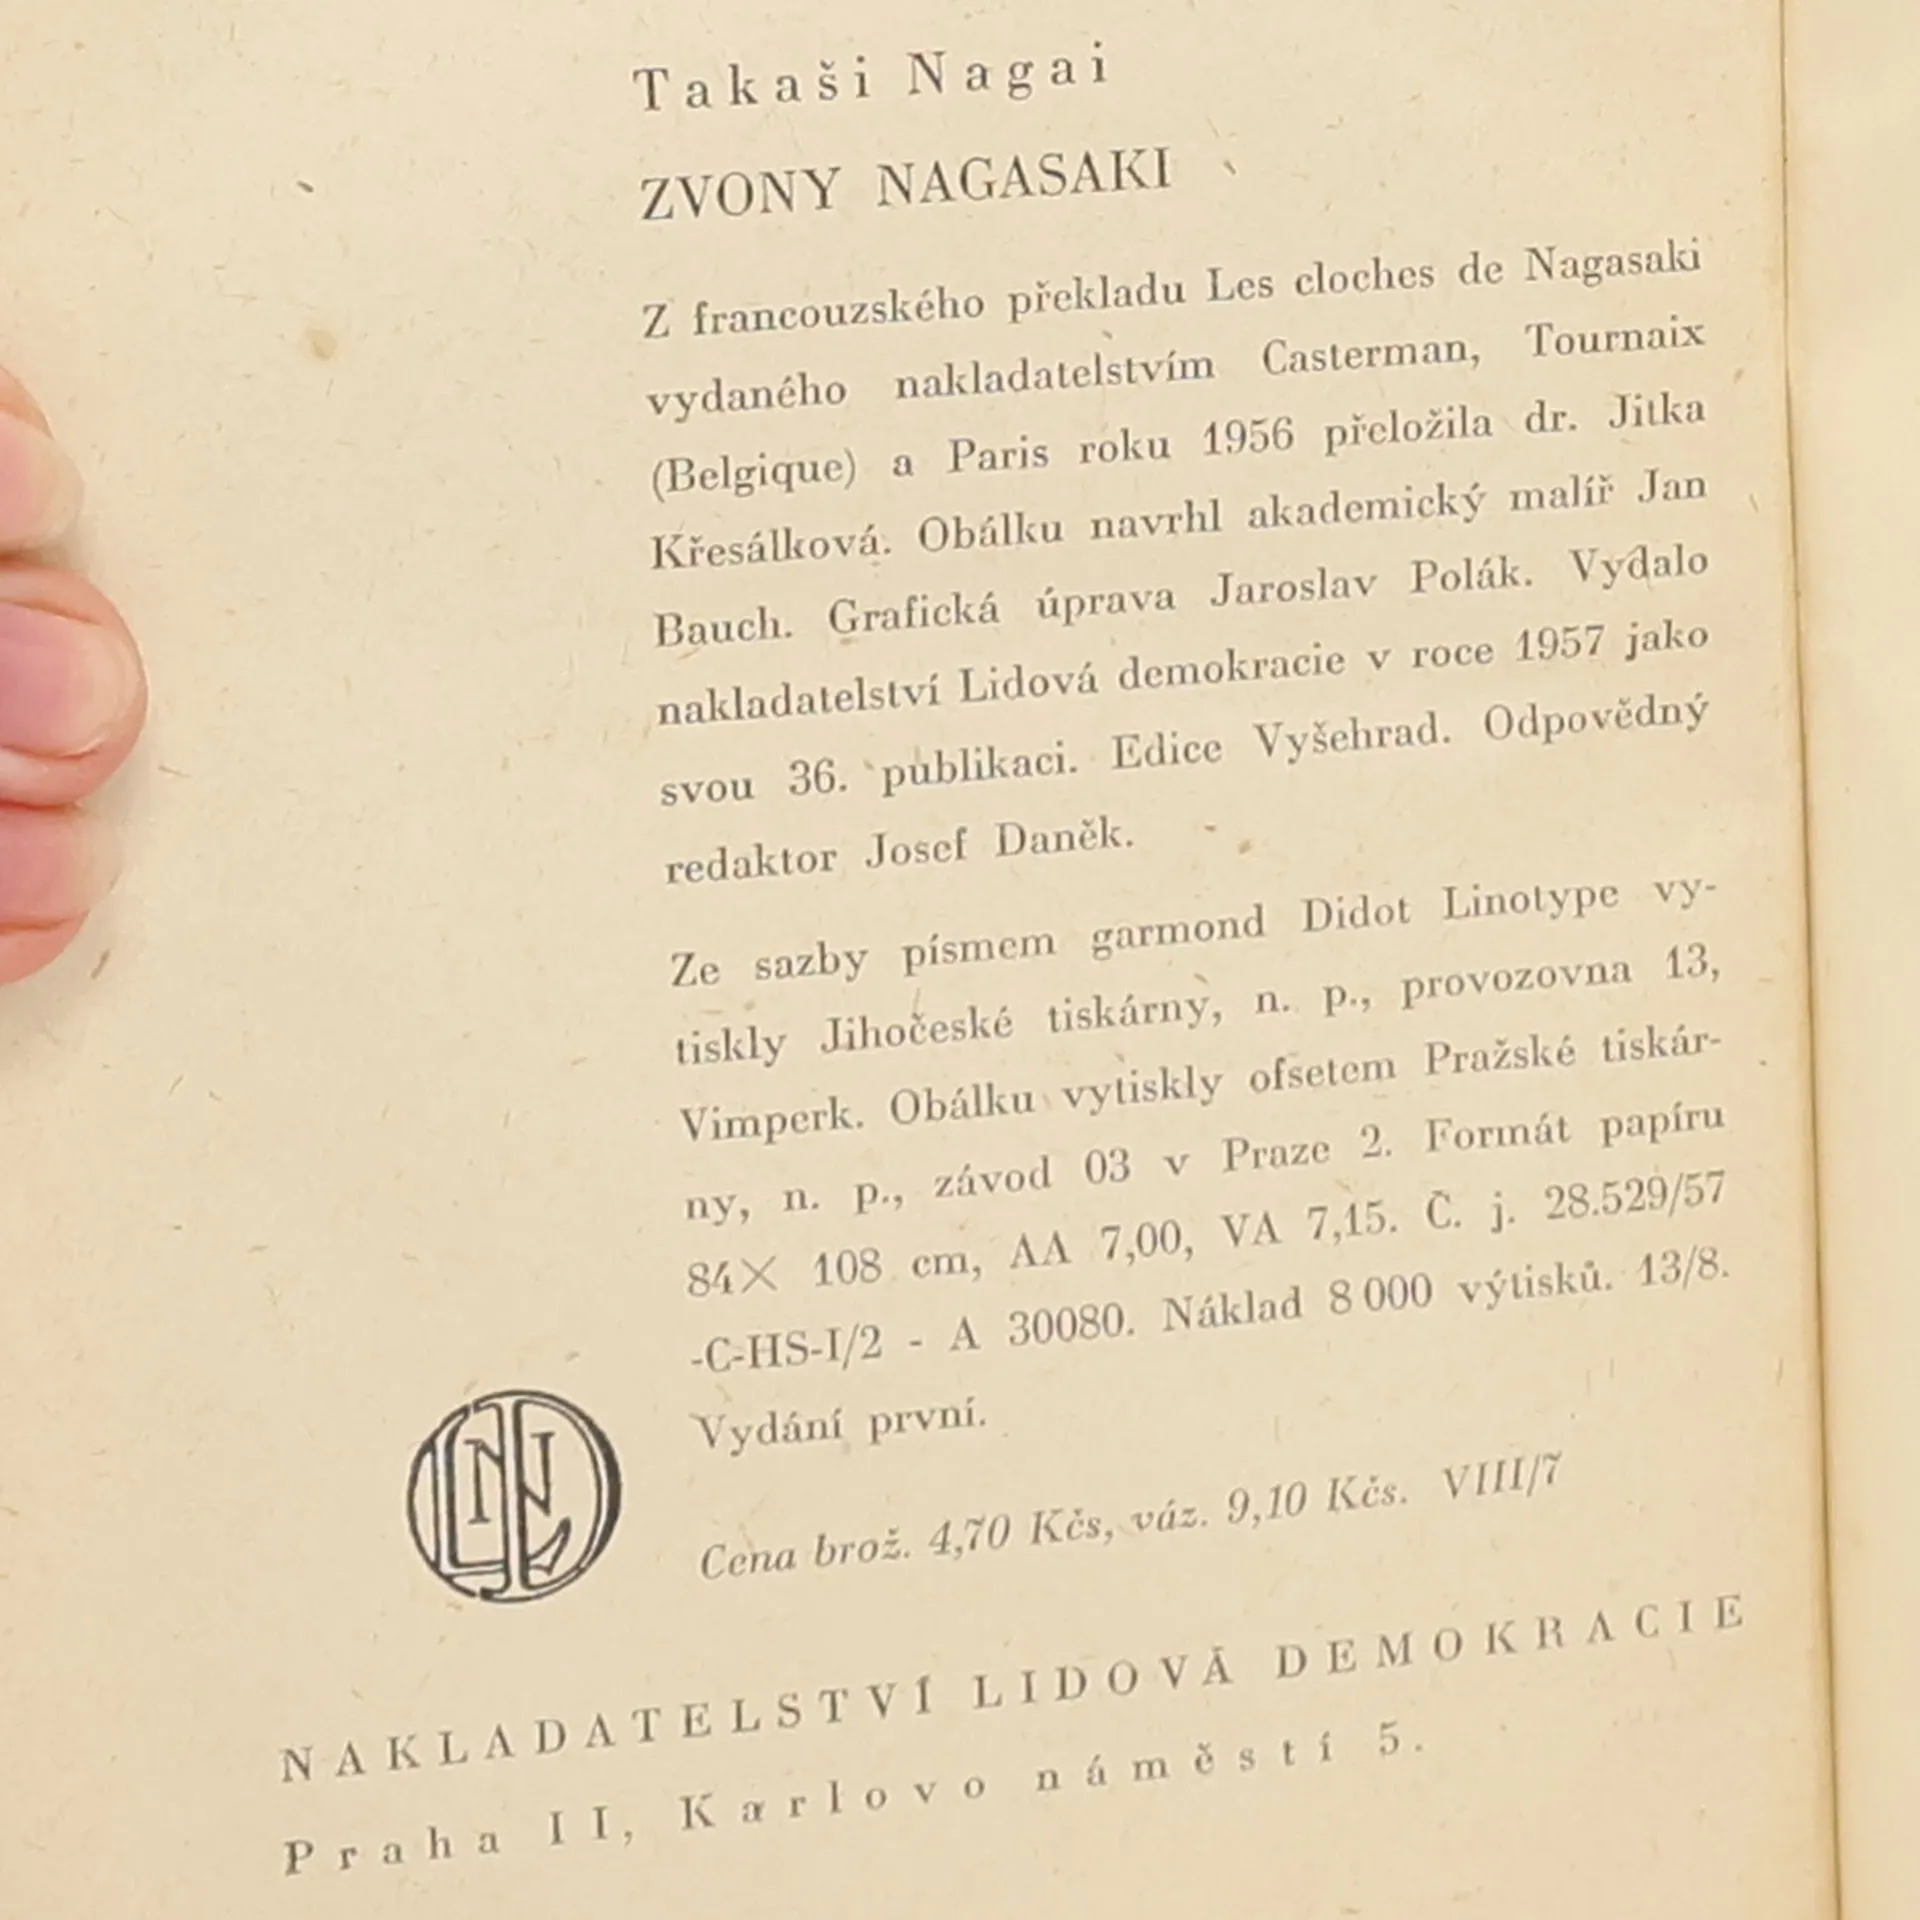 Takaši Nagai
ZVONY NAGASAKI
Z francouzského překladu Les cloches de Nagasaki
vydaného nakladatelstvím Casterman, Tournaix
(Belgique) a Paris roku 1956 přeložila dr. Jitka
Křesálková. Obálku navrhl akademický malíř Jan
Bauch. Grafická úprava Jaroslav Polák. Vydalo
nakladatelství Lidová demokracie v roce 1957 jako
svou 36. publikaci. Edice Vyšehrad. Odpovědný
redaktor Josef Daněk.
Ze sazby písmem garmond Didot Linotype vy-
tiskly Jihočeské tiskárny, n. p., provozovna 13,
Vimperk. Obálku vytiskly ofsetem Pražské tiskár-
ny, n. p., závod 03 v Praze 2. Formát papíru
84× 108 cm, AA 7,00, VA 7,15. Č. j. 28.529/57
-C-HS-I/2 - A 30080. Náklad 8 000 výtisků. 13/8.
Vydání první.
Cena brož. 4,70 Kčs, váz. 9,10 Kčs. VIII/7
NAKLADATELSTVÍ LIDOVÁ DEMOKRACIE
Praha II, Karlovo náměstí 5.